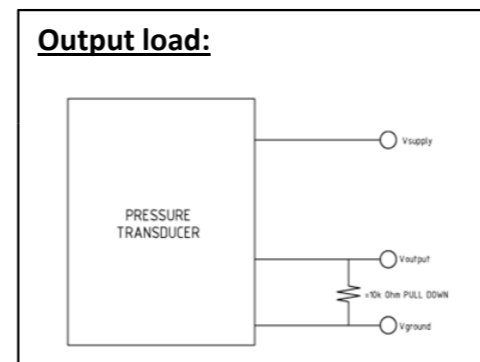 Output load:
Vsupply
PRESSURE
TRANSDUCER
Voutput
=10k Ohm PULL DOWN
Vground